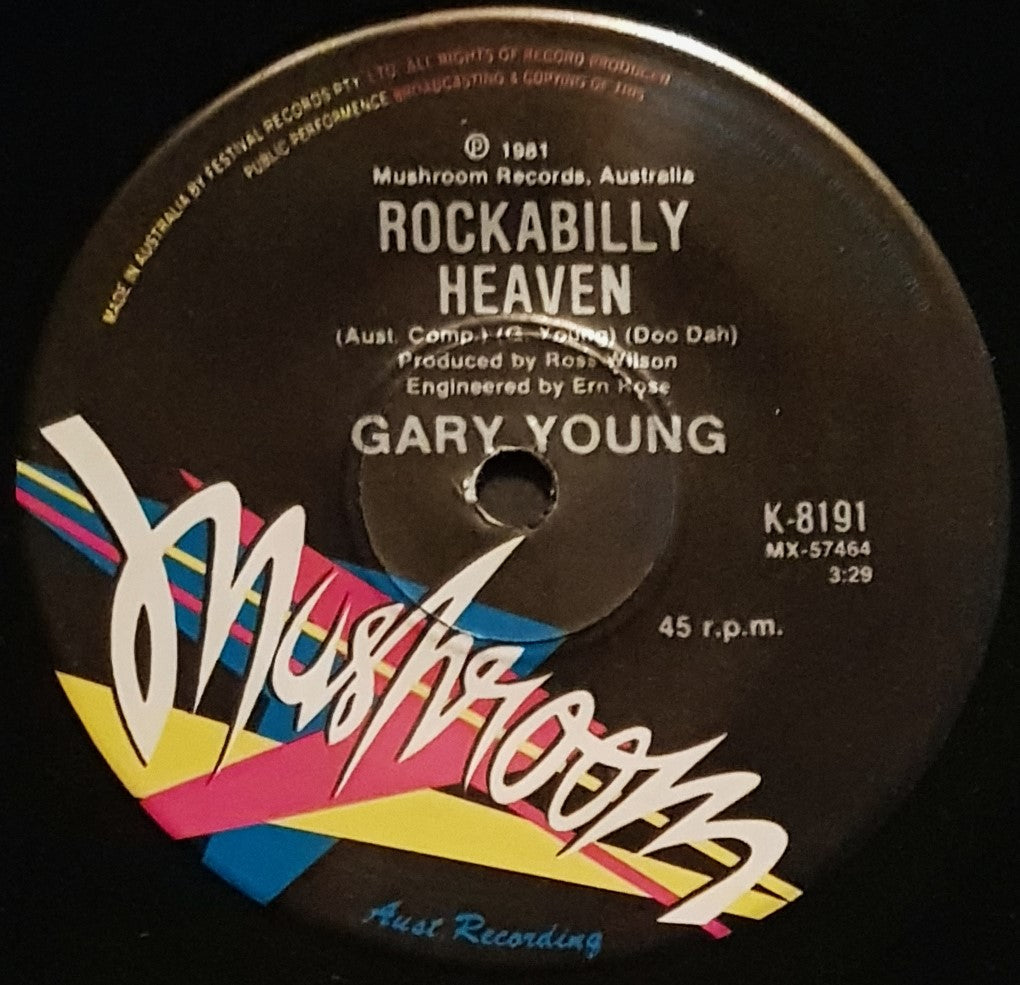 MADE IN AUSTRALIA BY FESTIVAL RECORDS PTY. LTD. ALL RIGHTS OF RECORD PRODUCER
PUBLIC PERFORMENCE BROADCASTING & COPYING OF THIS
℗ 1981
Mushroom Records, Australia
ROCKABILLY
HEAVEN
(Aust. Comp.) (G. Young) (Doo Dah)
Produced by Ross Wilson
Engineered by Ern Rose
GARY YOUNG
K-8191
MX-57464
3:29
45 r.p.m.
Mushroom
Aust Recording